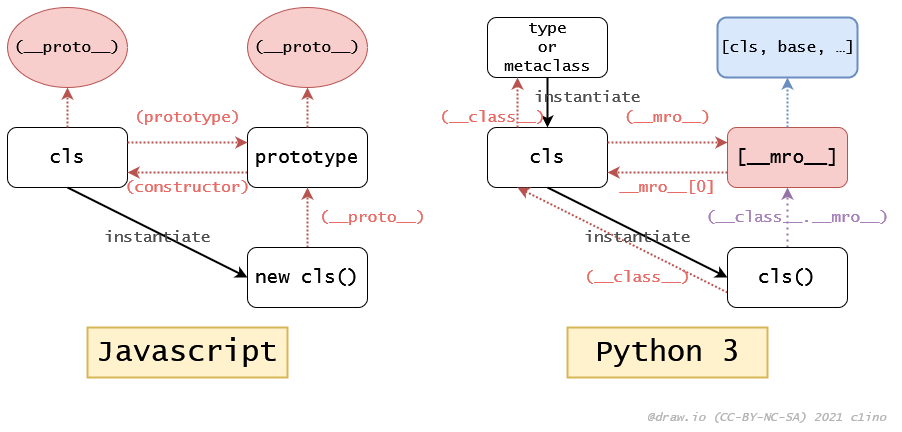 (__proto__)
(__proto__)
(prototype)
cls
prototype
(constructor)
(__proto__)
instantiate
new cls()
Javascript
type
or
metaclass
[cls, base, …]
instantiate
(__class__)
(__mro__)
cls
[__mro__]
__mro__[0]
(__class__.__mro__)
instantiate
(__class__)
cls()
Python 3
@draw.io (CC-BY-NC-SA) 2021 c1ino